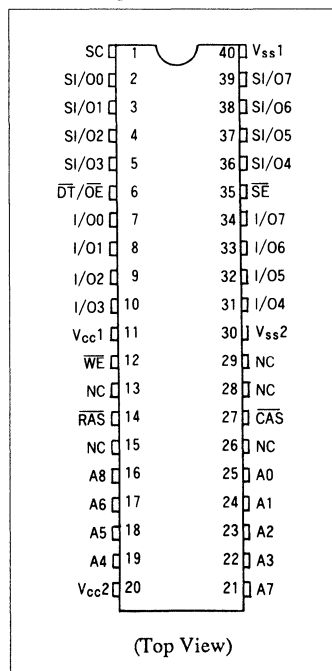 SC 1 40 Vss1
SI/O0 2 39 SI/O7
SI/O1 3 38 SI/O6
SI/O2 4 37 SI/O5
SI/O3 5 36 SI/O4
DT/OE 6 35 SE
I/O0 7 34 I/O7
I/O1 8 33 I/O6
I/O2 9 32 I/O5
I/O3 10 31 I/O4
Vcc1 11 30 Vss2
WE 12 29 NC
NC 13 28 NC
RAS 14 27 CAS
NC 15 26 NC
A8 16 25 A0
A6 17 24 A1
A5 18 23 A2
A4 19 22 A3
Vcc2 20 21 A7
(Top View)